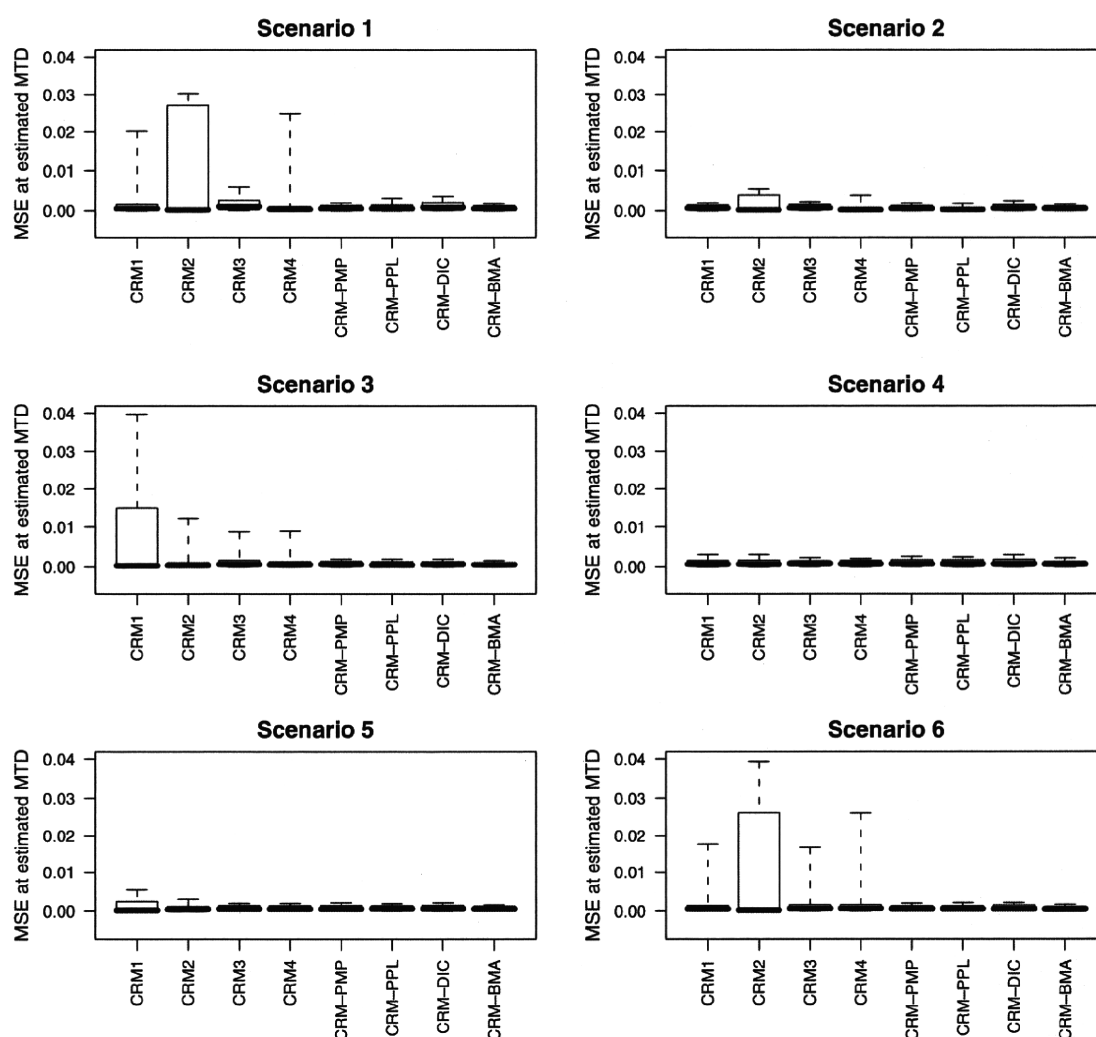 Scenario 1
MSE at estimated MTD
0.04
0.03
0.02
0.01
0.00
CRM1
CRM2
CRM3
CRM4
CRM–PMP
CRM–PPL
CRM–DIC
CRM–BMA
Scenario 2
MSE at estimated MTD
0.04
0.03
0.02
0.01
0.00
CRM1
CRM2
CRM3
CRM4
CRM–PMP
CRM–PPL
CRM–DIC
CRM–BMA
Scenario 3
MSE at estimated MTD
0.04
0.03
0.02
0.01
0.00
CRM1
CRM2
CRM3
CRM4
CRM–PMP
CRM–PPL
CRM–DIC
CRM–BMA
Scenario 4
MSE at estimated MTD
0.04
0.03
0.02
0.01
0.00
CRM1
CRM2
CRM3
CRM4
CRM–PMP
CRM–PPL
CRM–DIC
CRM–BMA
Scenario 5
MSE at estimated MTD
0.04
0.03
0.02
0.01
0.00
CRM1
CRM2
CRM3
CRM4
CRM–PMP
CRM–PPL
CRM–DIC
CRM–BMA
Scenario 6
MSE at estimated MTD
0.04
0.03
0.02
0.01
0.00
CRM1
CRM2
CRM3
CRM4
CRM–PMP
CRM–PPL
CRM–DIC
CRM–BMA